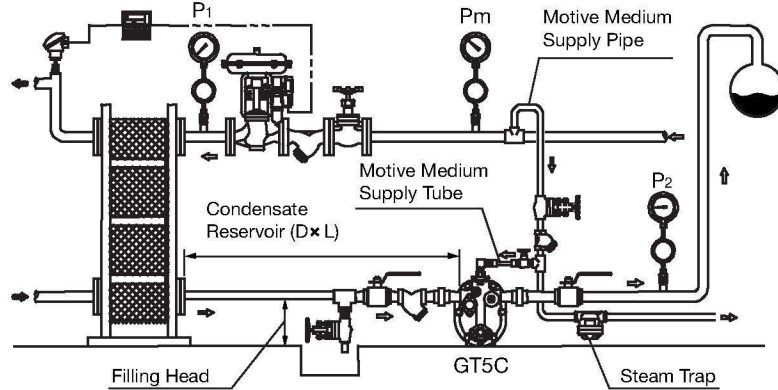 P1
Pm
Motive Medium
Supply Pipe
Motive Medium
Supply Tube
P2
Condensate
Reservoir (D× L)
Filling Head
GT5C
Steam Trap